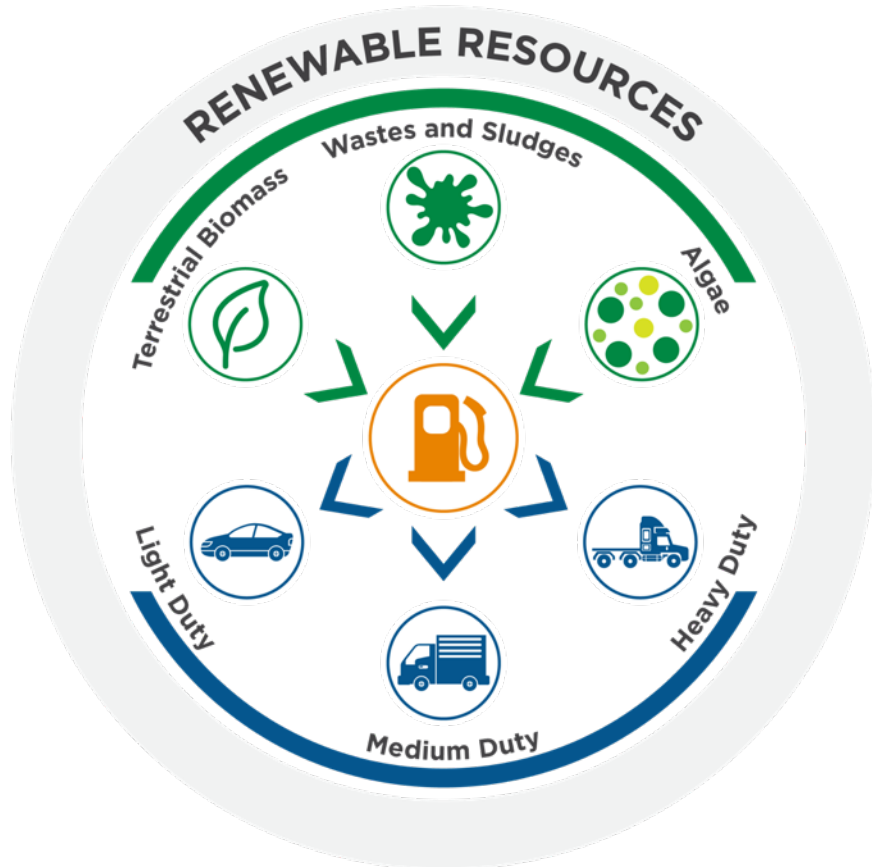 RENEWABLE RESOURCES
Wastes and Sludges
Terrestrial Biomass
Algae
Light Duty
Heavy Duty
Medium Duty